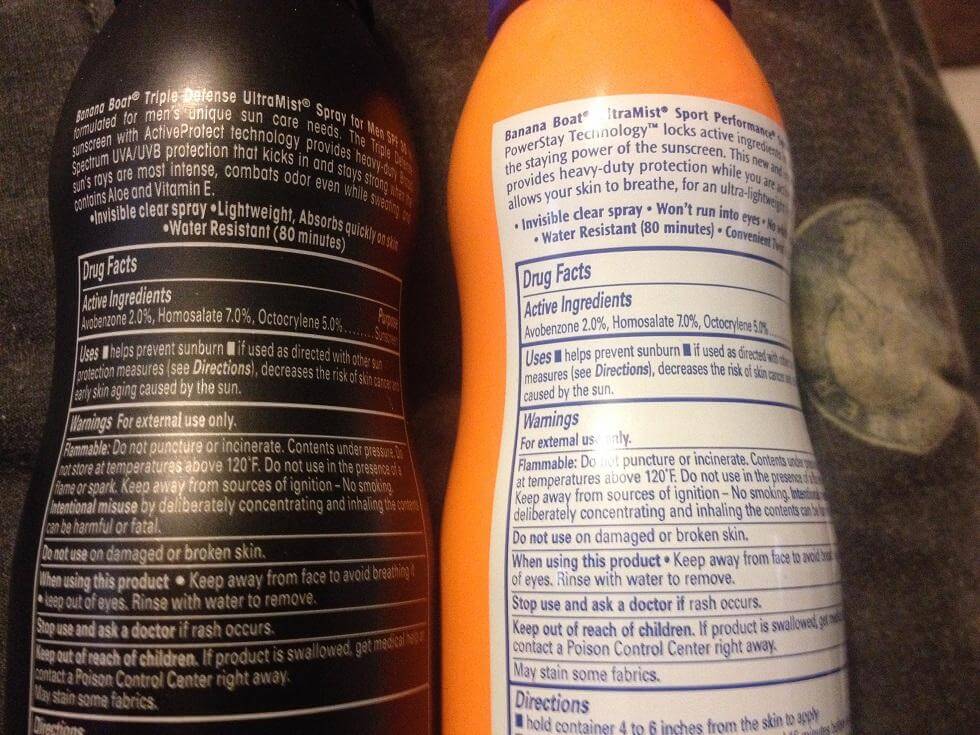 Banana Boat® Triple Defense UltraMist® Spray for Men
formulated for men's unique sun care needs. The Triple
sunscreen with ActiveProtect technology provides heavy-duty
Spectrum UVA/UVB protection that kicks in and stays strong when the
sun's rays are most intense, combats odor even while sweating and
contains Aloe and Vitamin E.
•Invisible clear spray •Lightweight, Absorbs quickly on skin
•Water Resistant (80 minutes)
Drug Facts
Active Ingredients Purpose
Avobenzone 2.0%, Homosalate 7.0%, Octocrylene 5.0%
Uses ■ helps prevent sunburn ■ if used as directed with other sun
protection measures (see Directions), decreases the risk of skin cancer and
early skin aging caused by the sun.
Warnings For external use only.
Flammable: Do not puncture or incinerate. Contents under pressure. Do
not store at temperatures above 120°F. Do not use in the presence of a
flame or spark. Keep away from sources of ignition – No smoking.
Intentional misuse by deliberately concentrating and inhaling the contents
can be harmful or fatal.
Do not use on damaged or broken skin.
When using this product • Keep away from face to avoid breathing it
• keep out of eyes. Rinse with water to remove.
Stop use and ask a doctor if rash occurs.
Keep out of reach of children. If product is swallowed, get medical help or
contact a Poison Control Center right away.
May stain some fabrics.
Directions
Banana Boat® UltraMist® Sport Performance®
PowerStay Technology™ locks active ingredients
the staying power of the sunscreen. This new and
provides heavy-duty protection while you are
allows your skin to breathe, for an ultra-lightweight
• Invisible clear spray • Won't run into eyes • No
• Water Resistant (80 minutes) • Convenient
Drug Facts
Active Ingredients
Avobenzone 2.0%, Homosalate 7.0%, Octocrylene 5.0%
Uses ■ helps prevent sunburn ■ if used as directed with other
measures (see Directions), decreases the risk of skin cancer
caused by the sun.
Warnings
For external use only.
Flammable: Do not puncture or incinerate. Contents under
at temperatures above 120°F. Do not use in the presence of a
Keep away from sources of ignition – No smoking. Intentional
deliberately concentrating and inhaling the contents can be
Do not use on damaged or broken skin.
When using this product • Keep away from face to avoid
of eyes. Rinse with water to remove.
Stop use and ask a doctor if rash occurs.
Keep out of reach of children. If product is swallowed, get
contact a Poison Control Center right away.
May stain some fabrics.
Directions
■ hold container 4 to 6 inches from the skin to apply